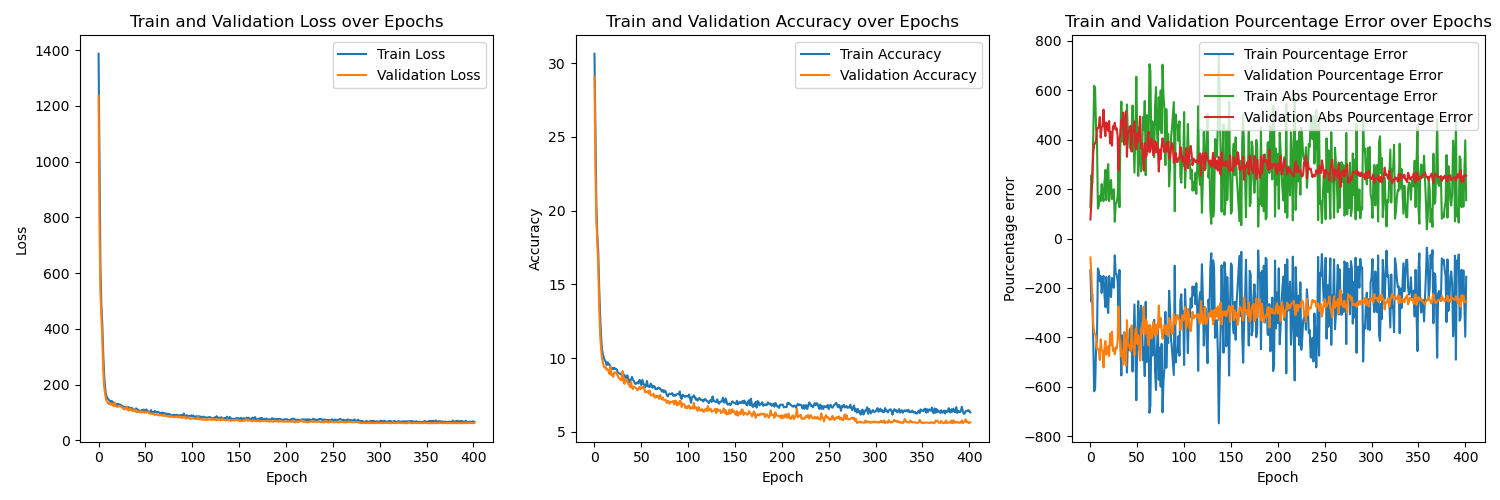 Train and Validation Loss over Epochs
1400
1200
1000
800
600
400
200
0
Loss
0 50 100 150 200 250 300 350 400
Epoch
Train Loss
Validation Loss
Train and Validation Accuracy over Epochs
30
25
20
15
10
5
Accuracy
0 50 100 150 200 250 300 350 400
Epoch
Train Accuracy
Validation Accuracy
Train and Validation Pourcentage Error over Epochs
800
600
400
200
0
−200
−400
−600
−800
Pourcentage error
0 50 100 150 200 250 300 350 400
Epoch
Train Pourcentage Error
Validation Pourcentage Error
Train Abs Pourcentage Error
Validation Abs Pourcentage Error